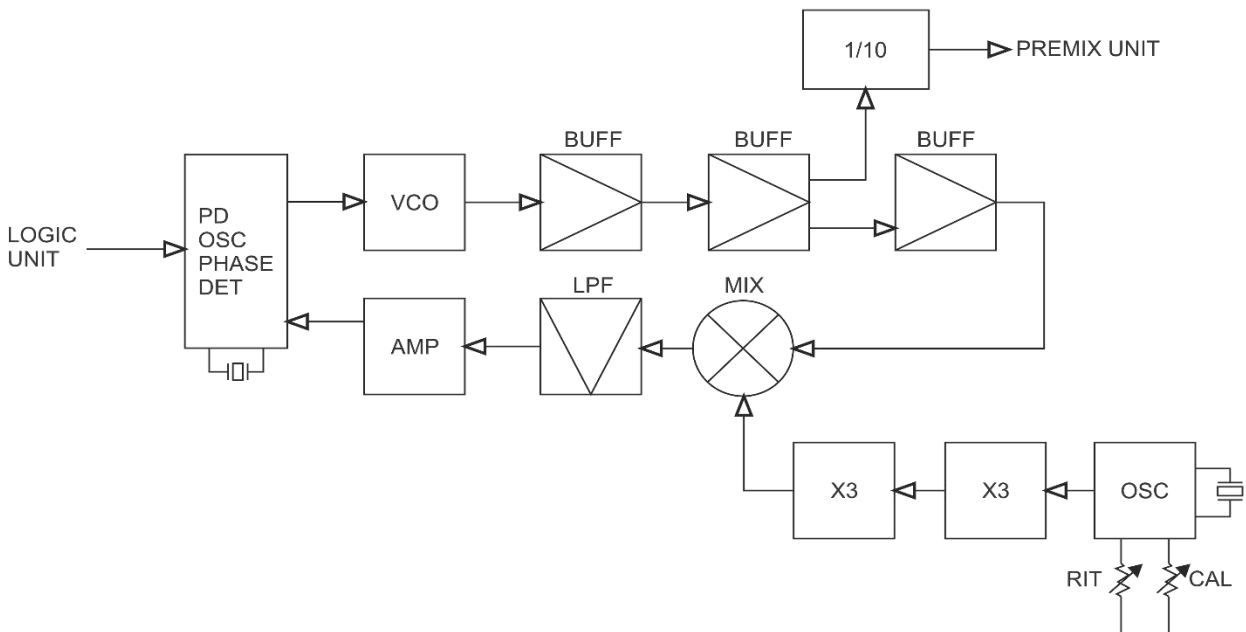 1/10
PREMIX UNIT
BUFF
BUFF
BUFF
LOGIC
UNIT
PD
OSC
PHASE
DET
VCO
AMP
LPF
MIX
X3
X3
OSC
RIT
CAL